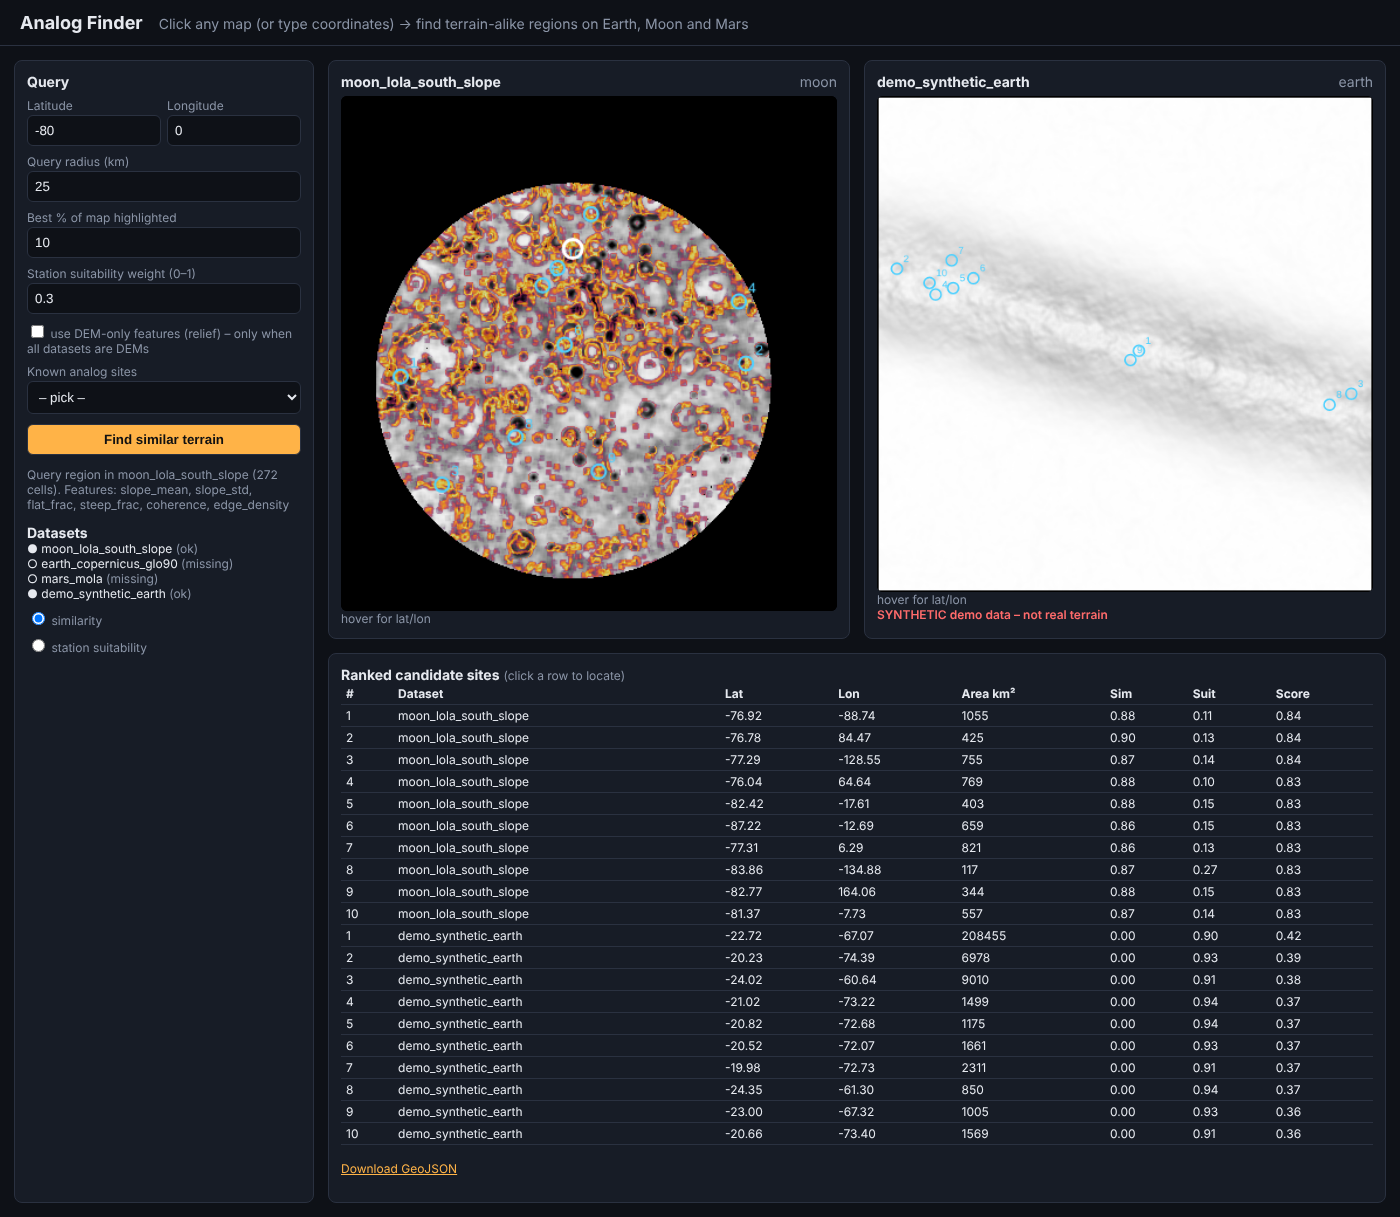 Analog Finder Click any map (or type coordinates) → find terrain-alike regions on Earth, Moon and Mars
Query
Latitude Longitude
-80 0
Query radius (km)
25
Best % of map highlighted
10
Station suitability weight (0–1)
0.3
use DEM-only features (relief) – only when
all datasets are DEMs
Known analog sites
– pick –
Find similar terrain
Query region in moon_lola_south_slope (272
cells). Features: slope_mean, slope_std,
flat_frac, steep_frac, coherence, edge_density
Datasets
moon_lola_south_slope (ok)
earth_copernicus_glo90 (missing)
mars_mola (missing)
demo_synthetic_earth (ok)
similarity
station suitability
moon_lola_south_slope moon
4
2
hover for lat/lon
demo_synthetic_earth earth
7
2
10
5
6
4
1
3
8
hover for lat/lon
SYNTHETIC demo data – not real terrain
Ranked candidate sites (click a row to locate)
# Dataset Lat Lon Area km² Sim Suit Score
1 moon_lola_south_slope -76.92 -88.74 1055 0.88 0.11 0.84
2 moon_lola_south_slope -76.78 84.47 425 0.90 0.13 0.84
3 moon_lola_south_slope -77.29 -128.55 755 0.87 0.14 0.84
4 moon_lola_south_slope -76.04 64.64 769 0.88 0.10 0.83
5 moon_lola_south_slope -82.42 -17.61 403 0.88 0.15 0.83
6 moon_lola_south_slope -87.22 -12.69 659 0.86 0.15 0.83
7 moon_lola_south_slope -77.31 6.29 821 0.86 0.13 0.83
8 moon_lola_south_slope -83.86 -134.88 117 0.87 0.27 0.83
9 moon_lola_south_slope -82.77 164.06 344 0.88 0.15 0.83
10 moon_lola_south_slope -81.37 -7.73 557 0.87 0.14 0.83
1 demo_synthetic_earth -22.72 -67.07 208455 0.00 0.90 0.42
2 demo_synthetic_earth -20.23 -74.39 6978 0.00 0.93 0.39
3 demo_synthetic_earth -24.02 -60.64 9010 0.00 0.91 0.38
4 demo_synthetic_earth -21.02 -73.22 1499 0.00 0.94 0.37
5 demo_synthetic_earth -20.82 -72.68 1175 0.00 0.94 0.37
6 demo_synthetic_earth -20.52 -72.07 1661 0.00 0.93 0.37
7 demo_synthetic_earth -19.98 -72.73 2311 0.00 0.91 0.37
8 demo_synthetic_earth -24.35 -61.30 850 0.00 0.94 0.37
9 demo_synthetic_earth -23.00 -67.32 1005 0.00 0.93 0.36
10 demo_synthetic_earth -20.66 -73.40 1569 0.00 0.91 0.36
Download GeoJSON